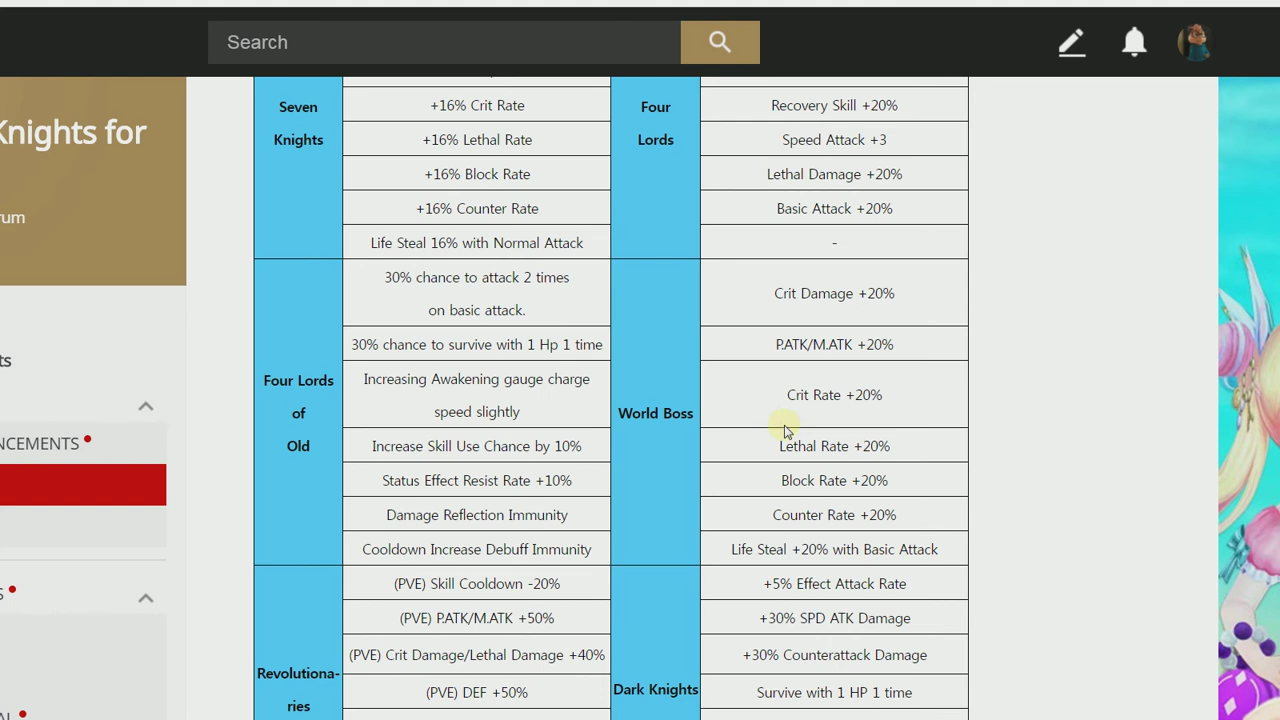 Search
Knights for
rum
ts
NCEMENTS
S
AL
Seven
Knights
+16% Crit Rate
+16% Lethal Rate
+16% Block Rate
+16% Counter Rate
Life Steal 16% with Normal Attack
Four
Lords
Recovery Skill +20%
Speed Attack +3
Lethal Damage +20%
Basic Attack +20%
-
Four Lords
of
Old
30% chance to attack 2 times
on basic attack.
30% chance to survive with 1 Hp 1 time
Increasing Awakening gauge charge
speed slightly
Increase Skill Use Chance by 10%
Status Effect Resist Rate +10%
Damage Reflection Immunity
Cooldown Increase Debuff Immunity
World Boss
Crit Damage +20%
P.ATK/M.ATK +20%
Crit Rate +20%
Lethal Rate +20%
Block Rate +20%
Counter Rate +20%
Life Steal +20% with Basic Attack
Revolutiona-
ries
(PVE) Skill Cooldown -20%
(PVE) P.ATK/M.ATK +50%
(PVE) Crit Damage/Lethal Damage +40%
(PVE) DEF +50%
Dark Knights
+5% Effect Attack Rate
+30% SPD ATK Damage
+30% Counterattack Damage
Survive with 1 HP 1 time